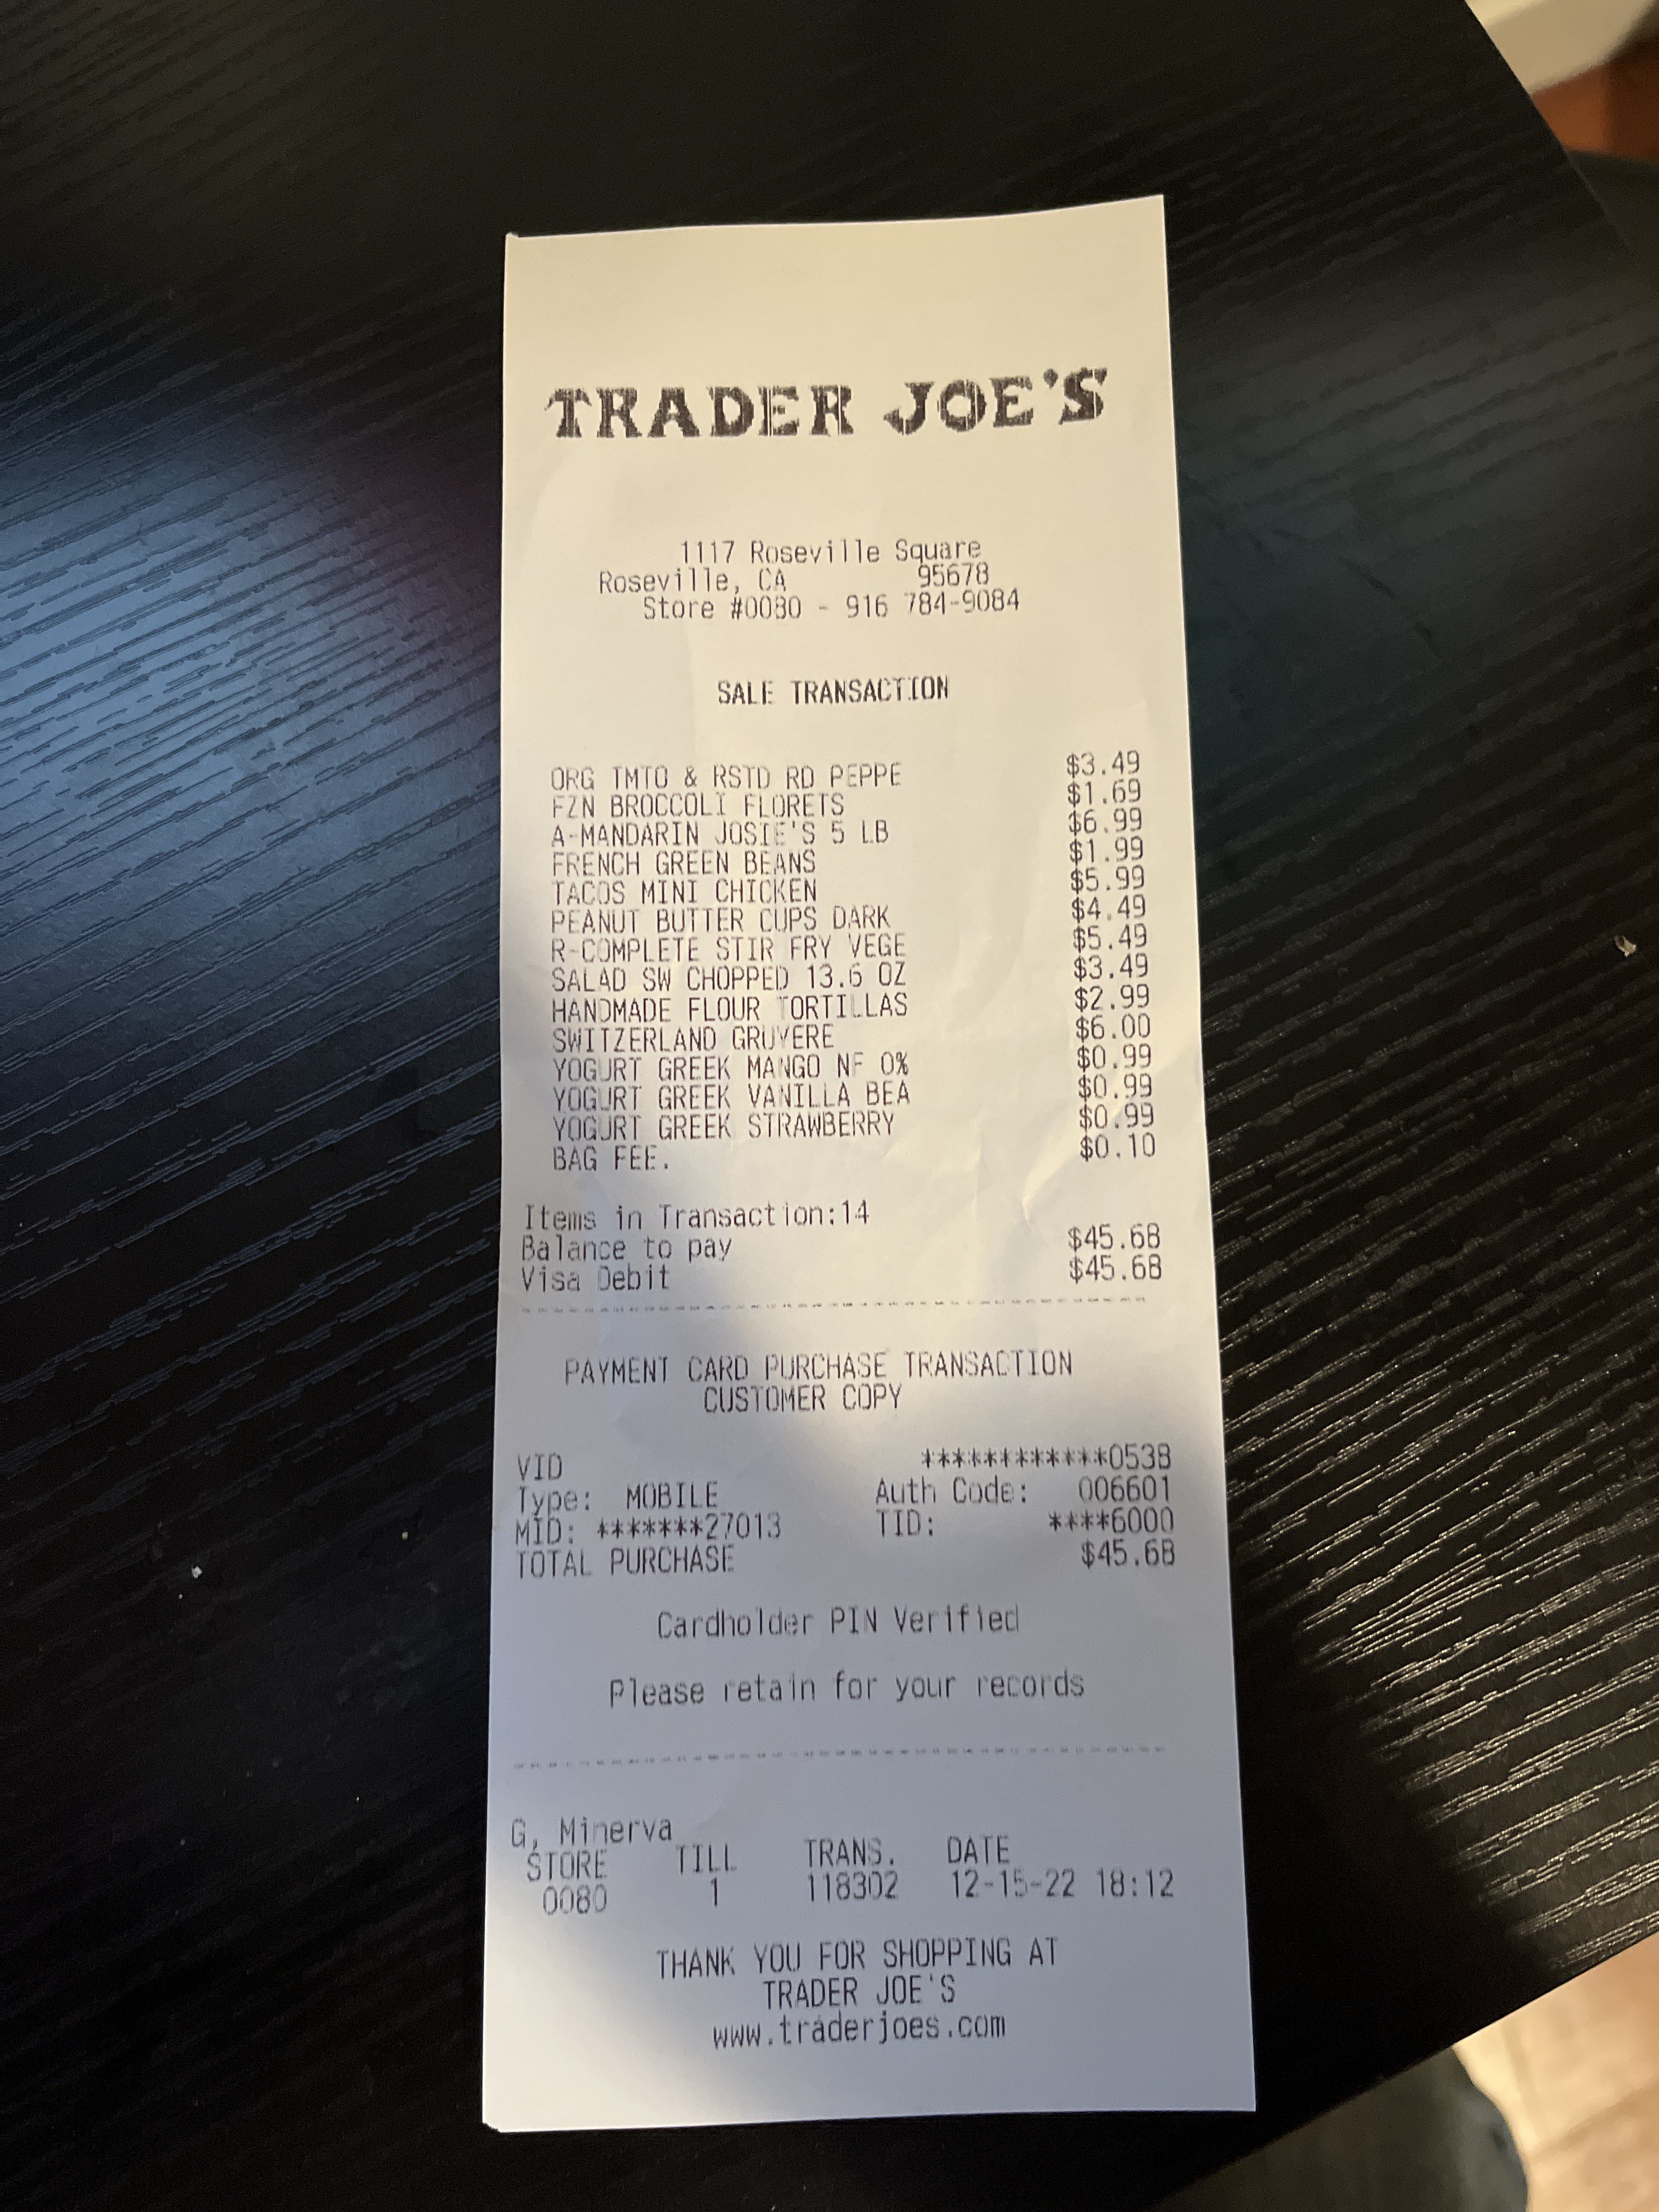 TRADER JOE'S
1117 Roseville Square
Roseville, CA 95678
Store #0080 - 916 784-9084
SALE TRANSACTION
ORG TMTO & RSTD RD PEPPE $3.49
FZN BROCCOLI FLORETS $1.69
A-MANDARIN JOSIE'S 5 LB $6.99
FRENCH GREEN BEANS $1.99
TACOS MINI CHICKEN $5.99
PEANUT BUTTER CUPS DARK $4.49
R-COMPLETE STIR FRY VEGE $5.49
SALAD SW CHOPPED 13.6 OZ $3.49
HANDMADE FLOUR TORTILLAS $2.99
SWITZERLAND GRUYERE $6.00
YOGURT GREEK MANGO NF 0% $0.99
YOGURT GREEK VANILLA BEA $0.99
YOGURT GREEK STRAWBERRY $0.99
BAG FEE. $0.10
Items in Transaction:14
Balance to pay $45.68
Visa Debit $45.68
PAYMENT CARD PURCHASE TRANSACTION
CUSTOMER COPY
VID ************0538
Type: MOBILE Auth Code: 006601
MID: *******27013 TID: ****6000
TOTAL PURCHASE $45.68
Cardholder PIN Verified
Please retain for your records
G, Minerva
STORE TILL TRANS. DATE
0080 1 118302 12-15-22 18:12
THANK YOU FOR SHOPPING AT
TRADER JOE'S
www.traderjoes.com